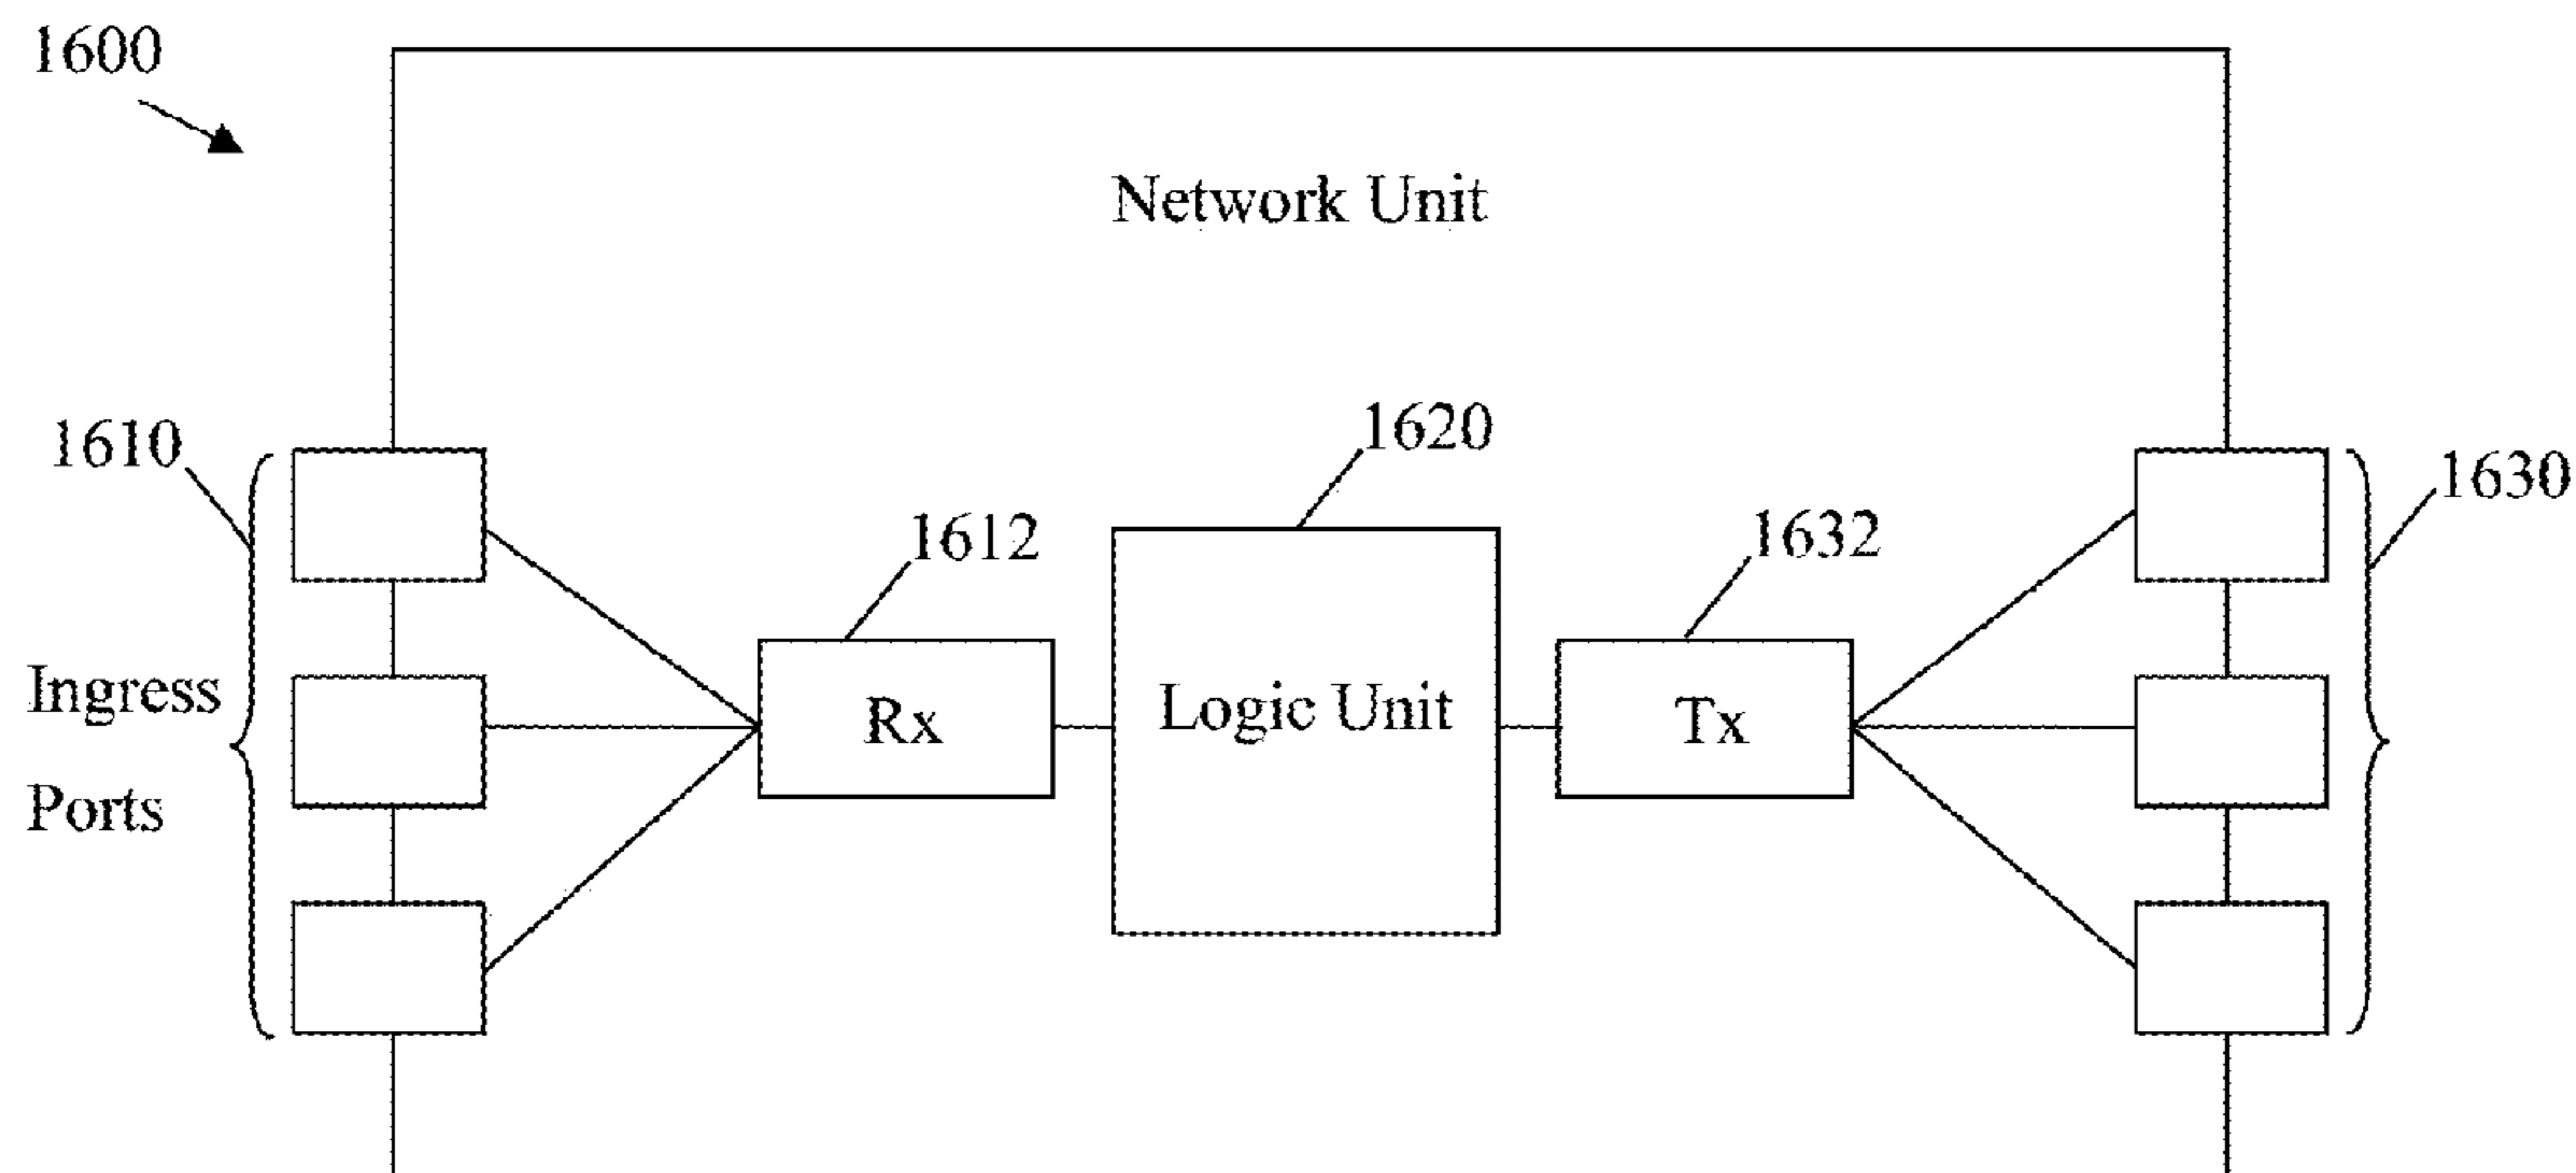 1600
Network Unit
1610
1620
1630
1612
1632
Ingress
Ports
Rx
Logic Unit
Tx